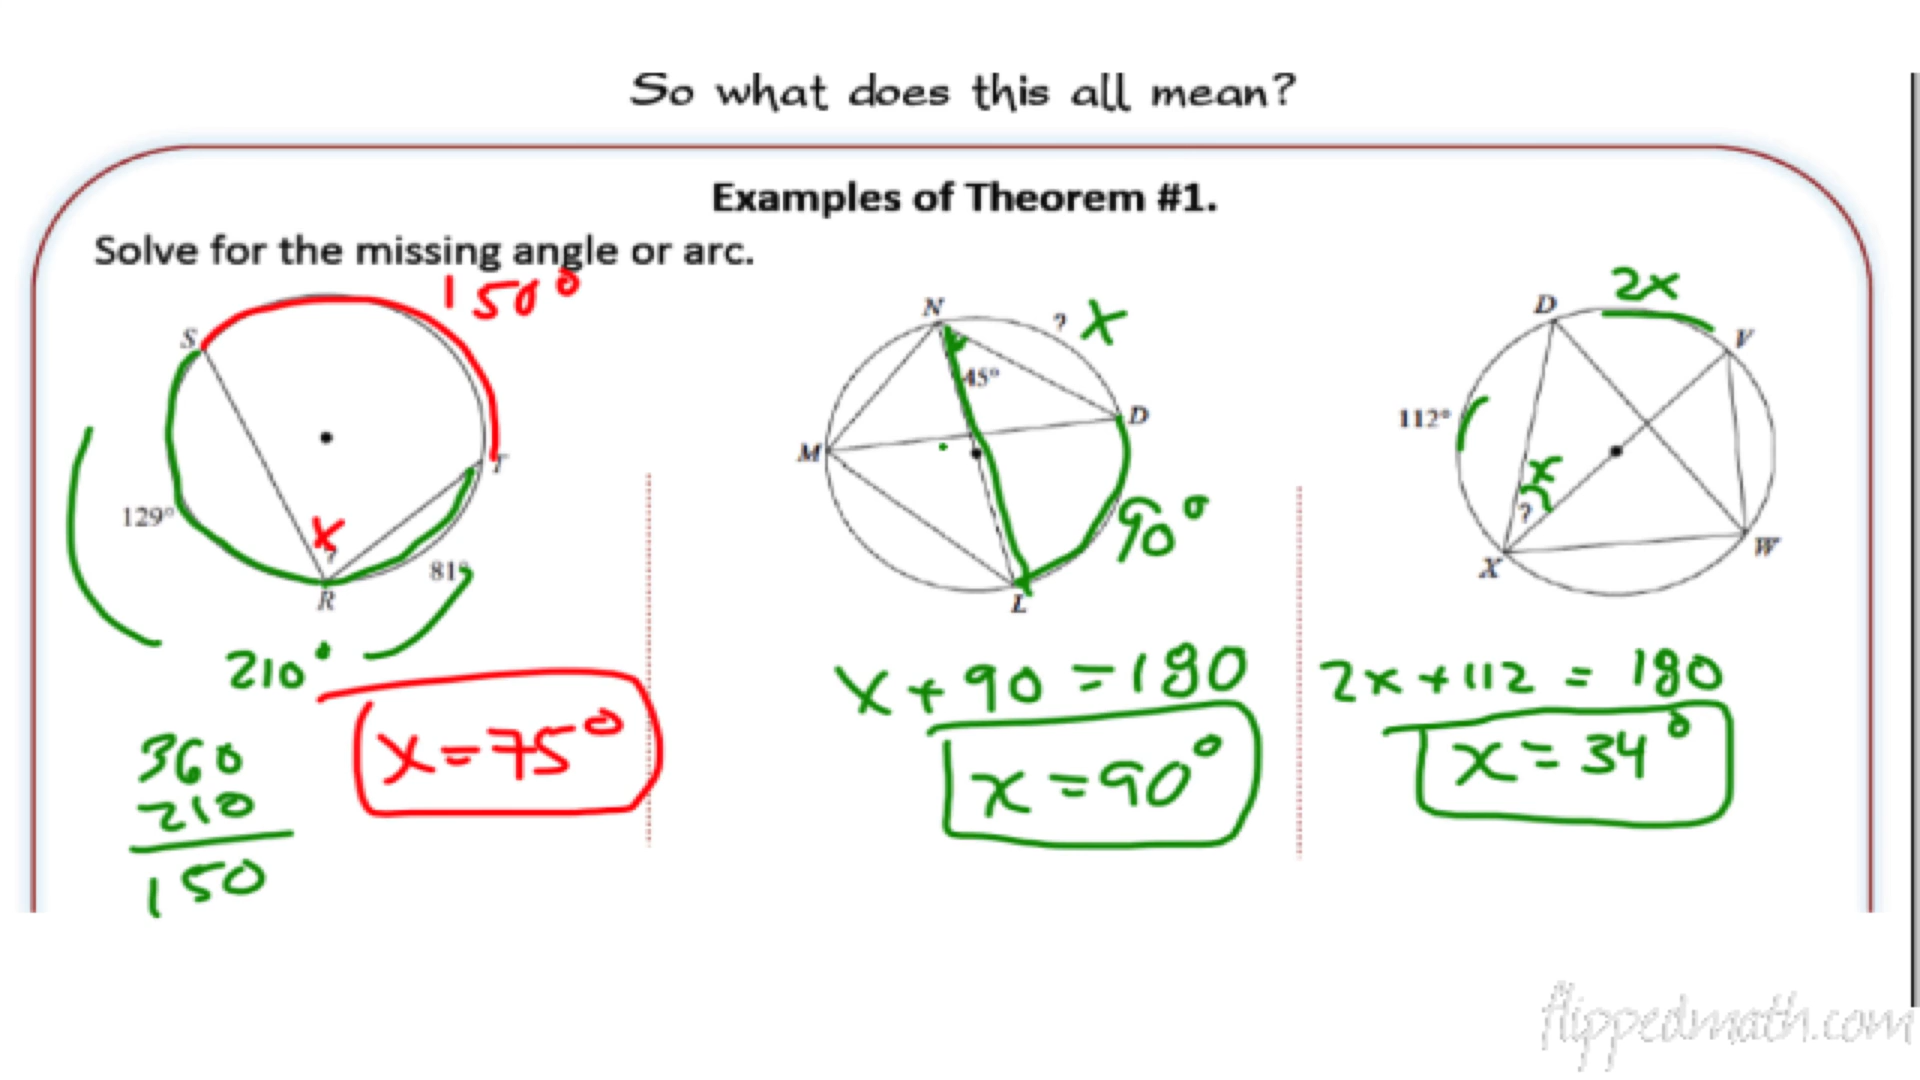 So what does this all mean?
Examples of Theorem #1.
Solve for the missing angle or arc.
150°
S
T
129°
x
?
81°
R
210°
360
210
150
x=75°
N
? x
45°
D
M
90°
L
x+90=180
x=90°
2x
D
V
112°
x
?
X
W
2x+112=180
x=34°
flippedmath.com